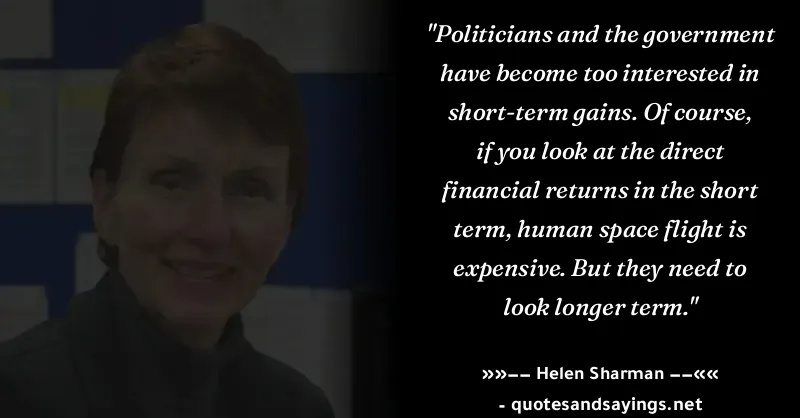 "Politicians and the government
have become too interested in
short-term gains. Of course,
if you look at the direct
financial returns in the short
term, human space flight is
expensive. But they need to
look longer term."
»»−− Helen Sharman −−««
- quotesandsayings.net